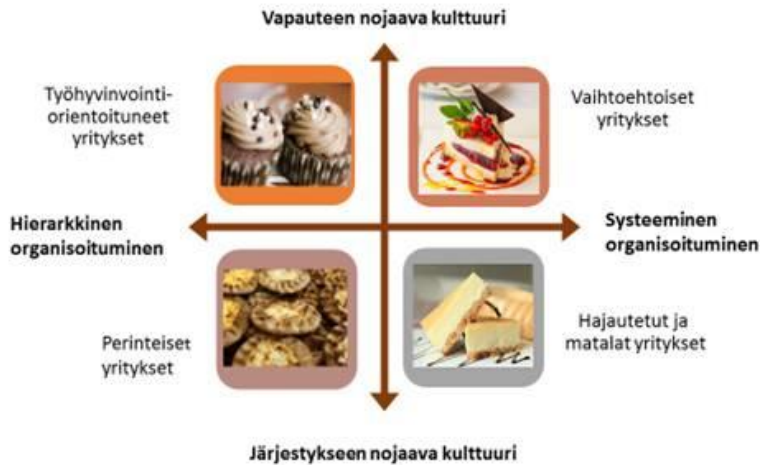 Vapauteen nojaava kulttuuri
Työhyvinvointi-
orientoituneet
yritykset
Vaihtoehtoiset
yritykset
Hierarkkinen
organisoituminen
Systeeminen
organisoituminen
Perinteiset
yritykset
Hajautetut ja
matalat yritykset
Järjestykseen nojaava kulttuuri